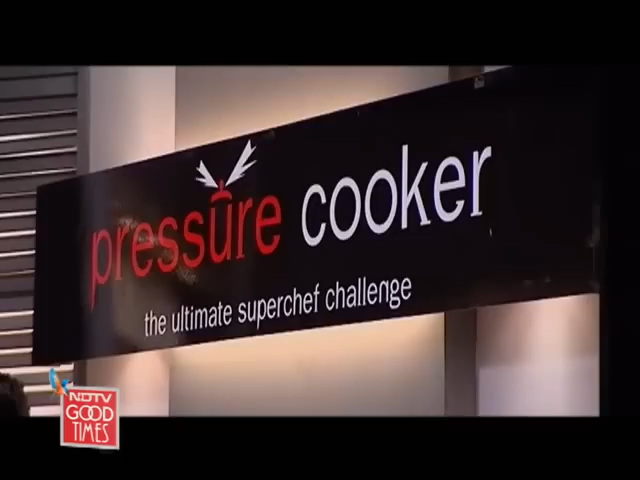 pressure cooker
the ultimate superchef challenge
NDTV
GOOD
TIMES